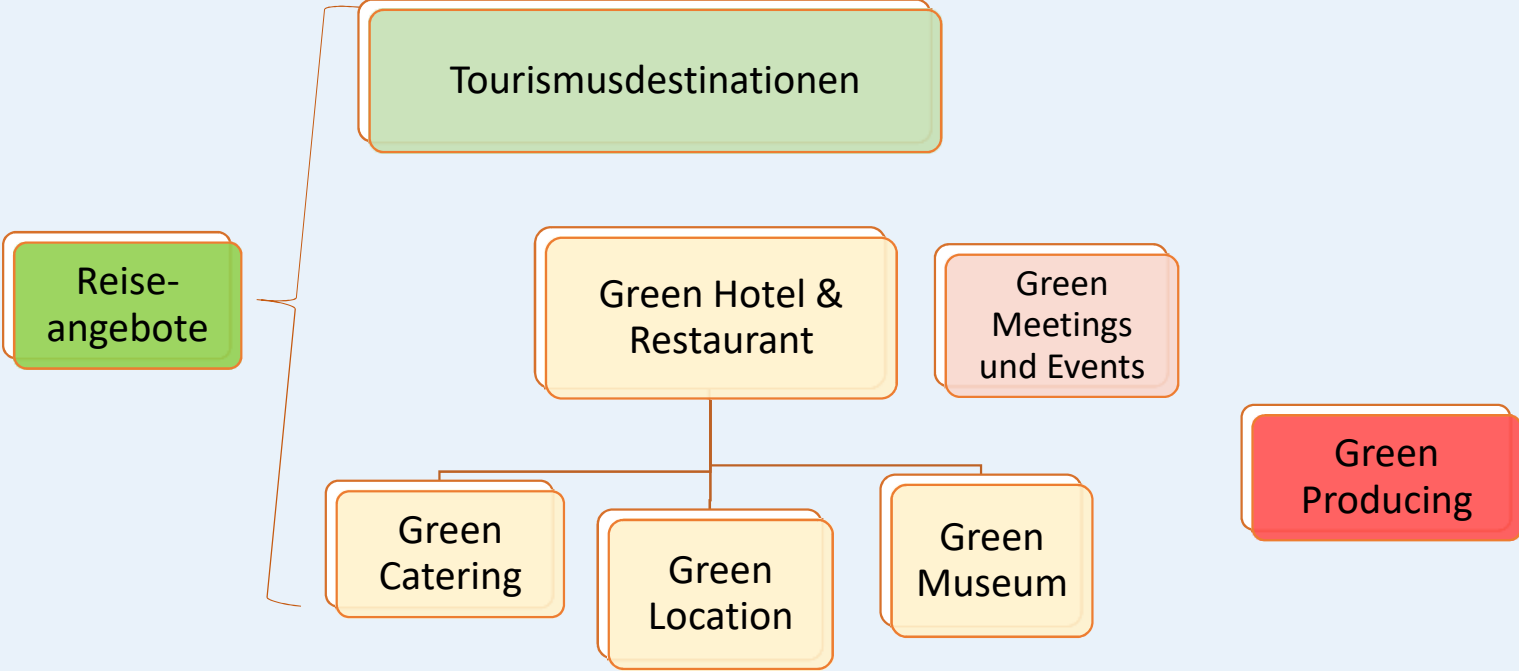 Tourismusdestinationen
Reise-
angebote
Green Hotel &
Restaurant
Green
Meetings
und Events
Green
Producing
Green
Catering
Green
Location
Green
Museum